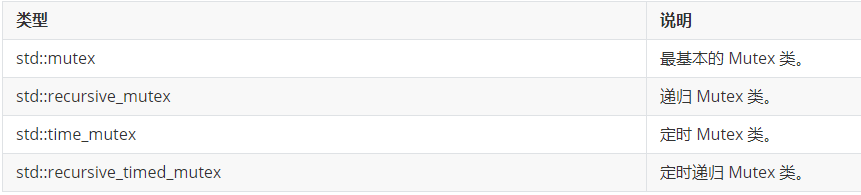 类型 说明
std::mutex 最基本的 Mutex 类。
std::recursive_mutex 递归 Mutex 类。
std::time_mutex 定时 Mutex 类。
std::recursive_timed_mutex 定时递归 Mutex 类。